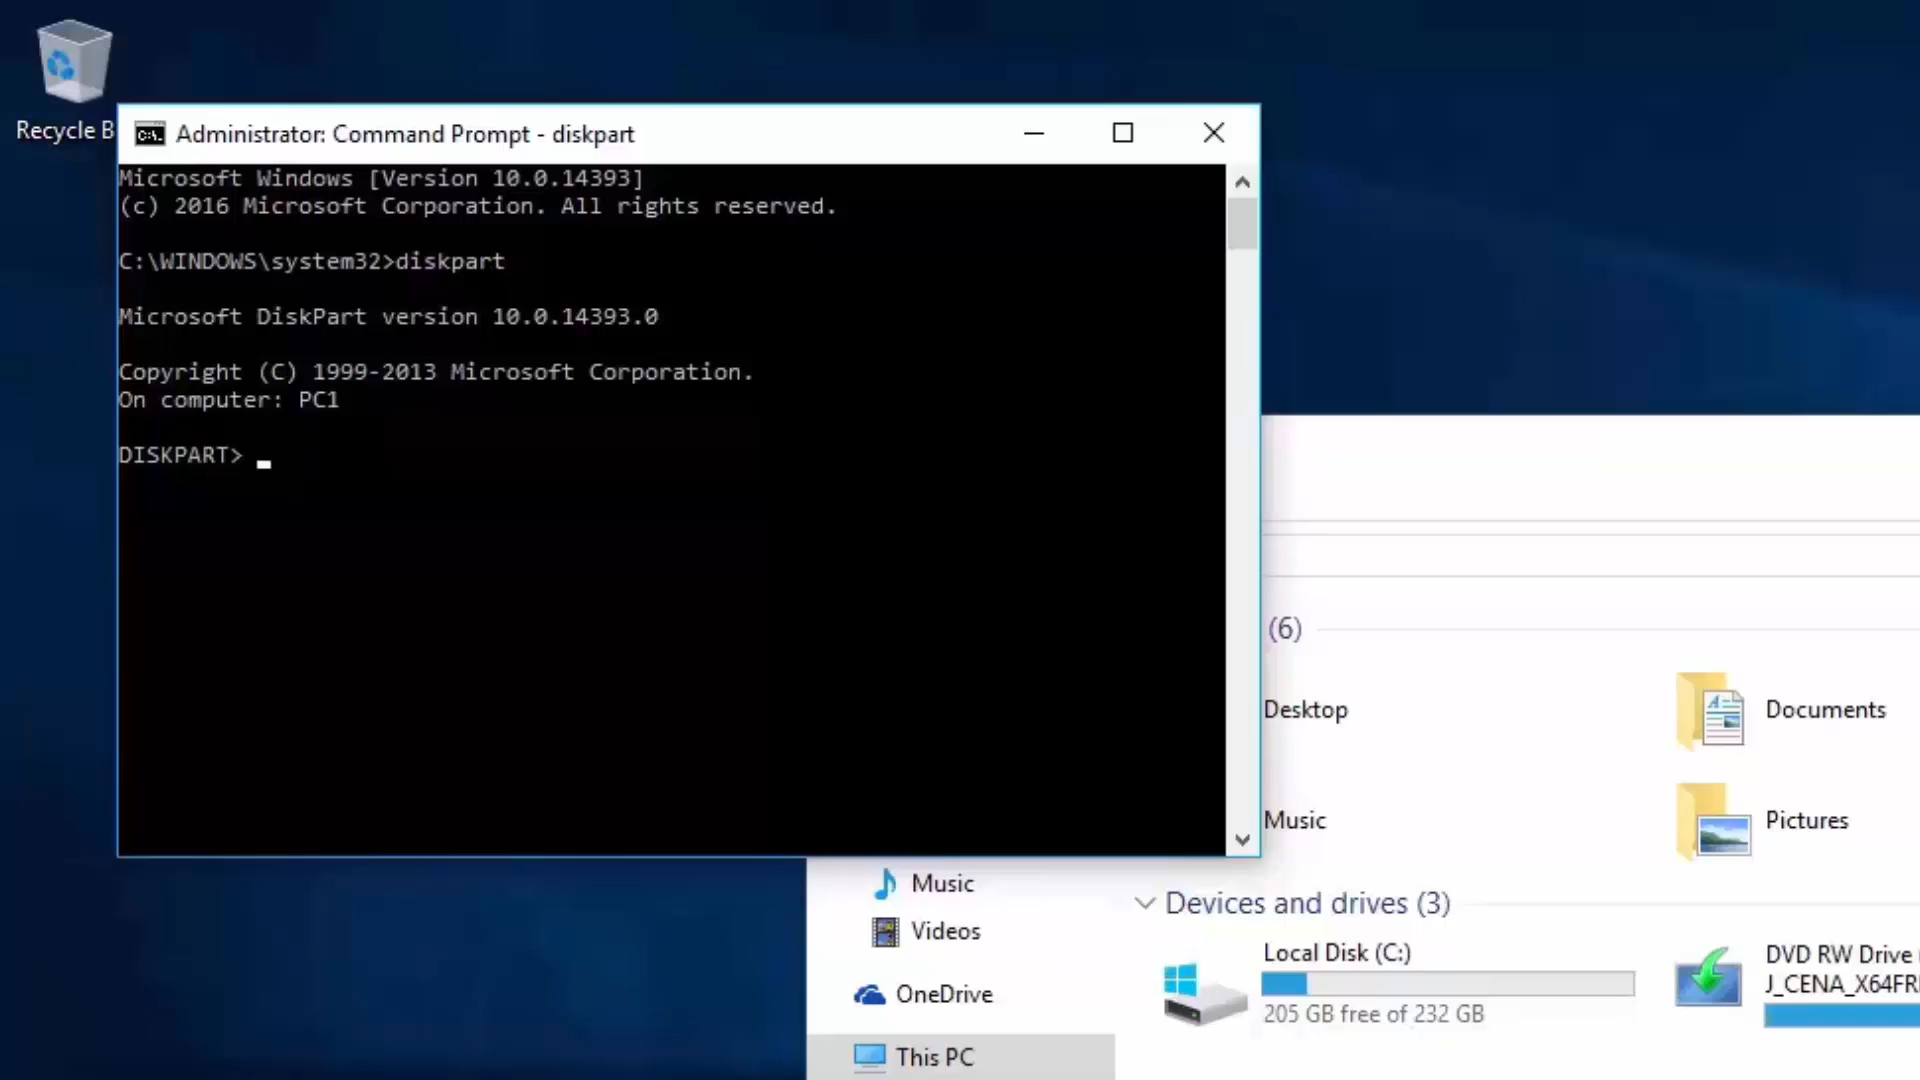 Recycle B
Administrator: Command Prompt - diskpart
Microsoft Windows [Version 10.0.14393]
(c) 2016 Microsoft Corporation. All rights reserved.
C:\WINDOWS\system32>diskpart
Microsoft DiskPart version 10.0.14393.0
Copyright (C) 1999-2013 Microsoft Corporation.
On computer: PC1
DISKPART>
(6)
Desktop
Documents
Music
Pictures
Music
Videos
OneDrive
This PC
Devices and drives (3)
Local Disk (C:)
205 GB free of 232 GB
DVD RW Drive
J_CENA_X64FR